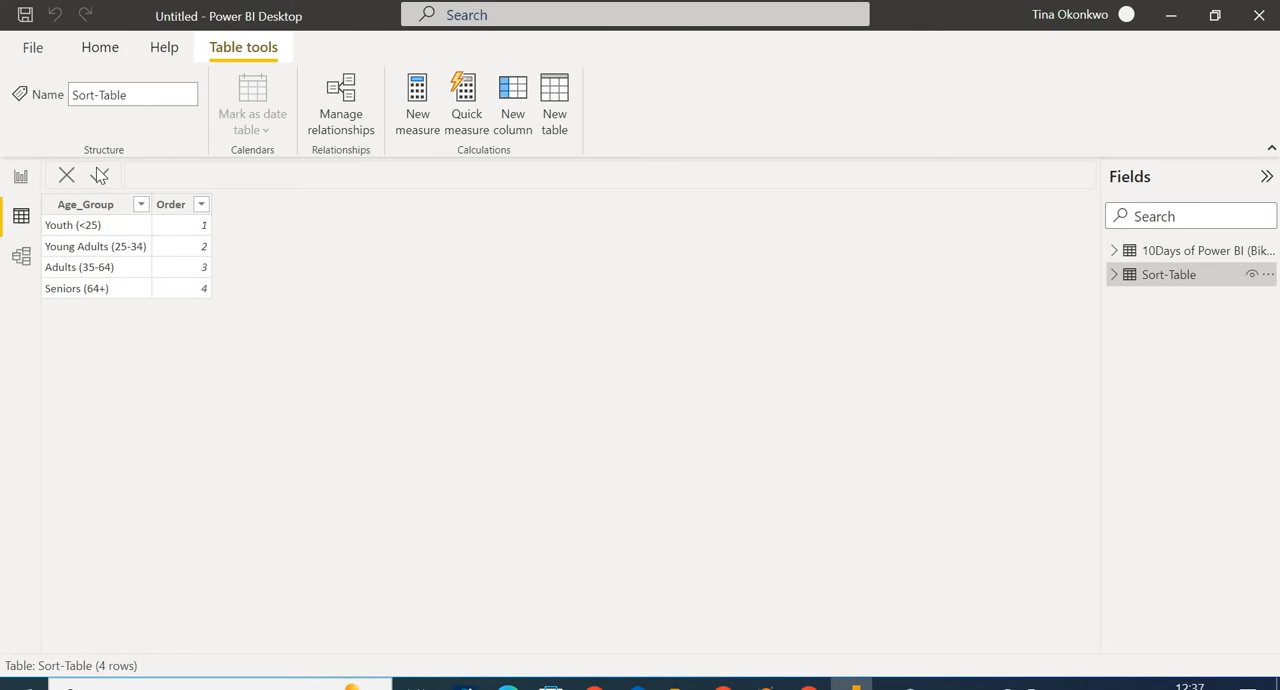 Untitled - Power BI Desktop
Search
Tina Okonkwo
File
Home
Help
Table tools
Name
Sort-Table
Mark as date
table
Manage
relationships
New
measure
Quick
measure
New
column
New
table
Structure
Calendars
Relationships
Calculations
Fields
Search
10Days of Power BI (Bik...
Sort-Table
Age_Group Order
Youth (<25) 1
Young Adults (25-34) 2
Adults (35-64) 3
Seniors (64+) 4
Table: Sort-Table (4 rows)
12:37